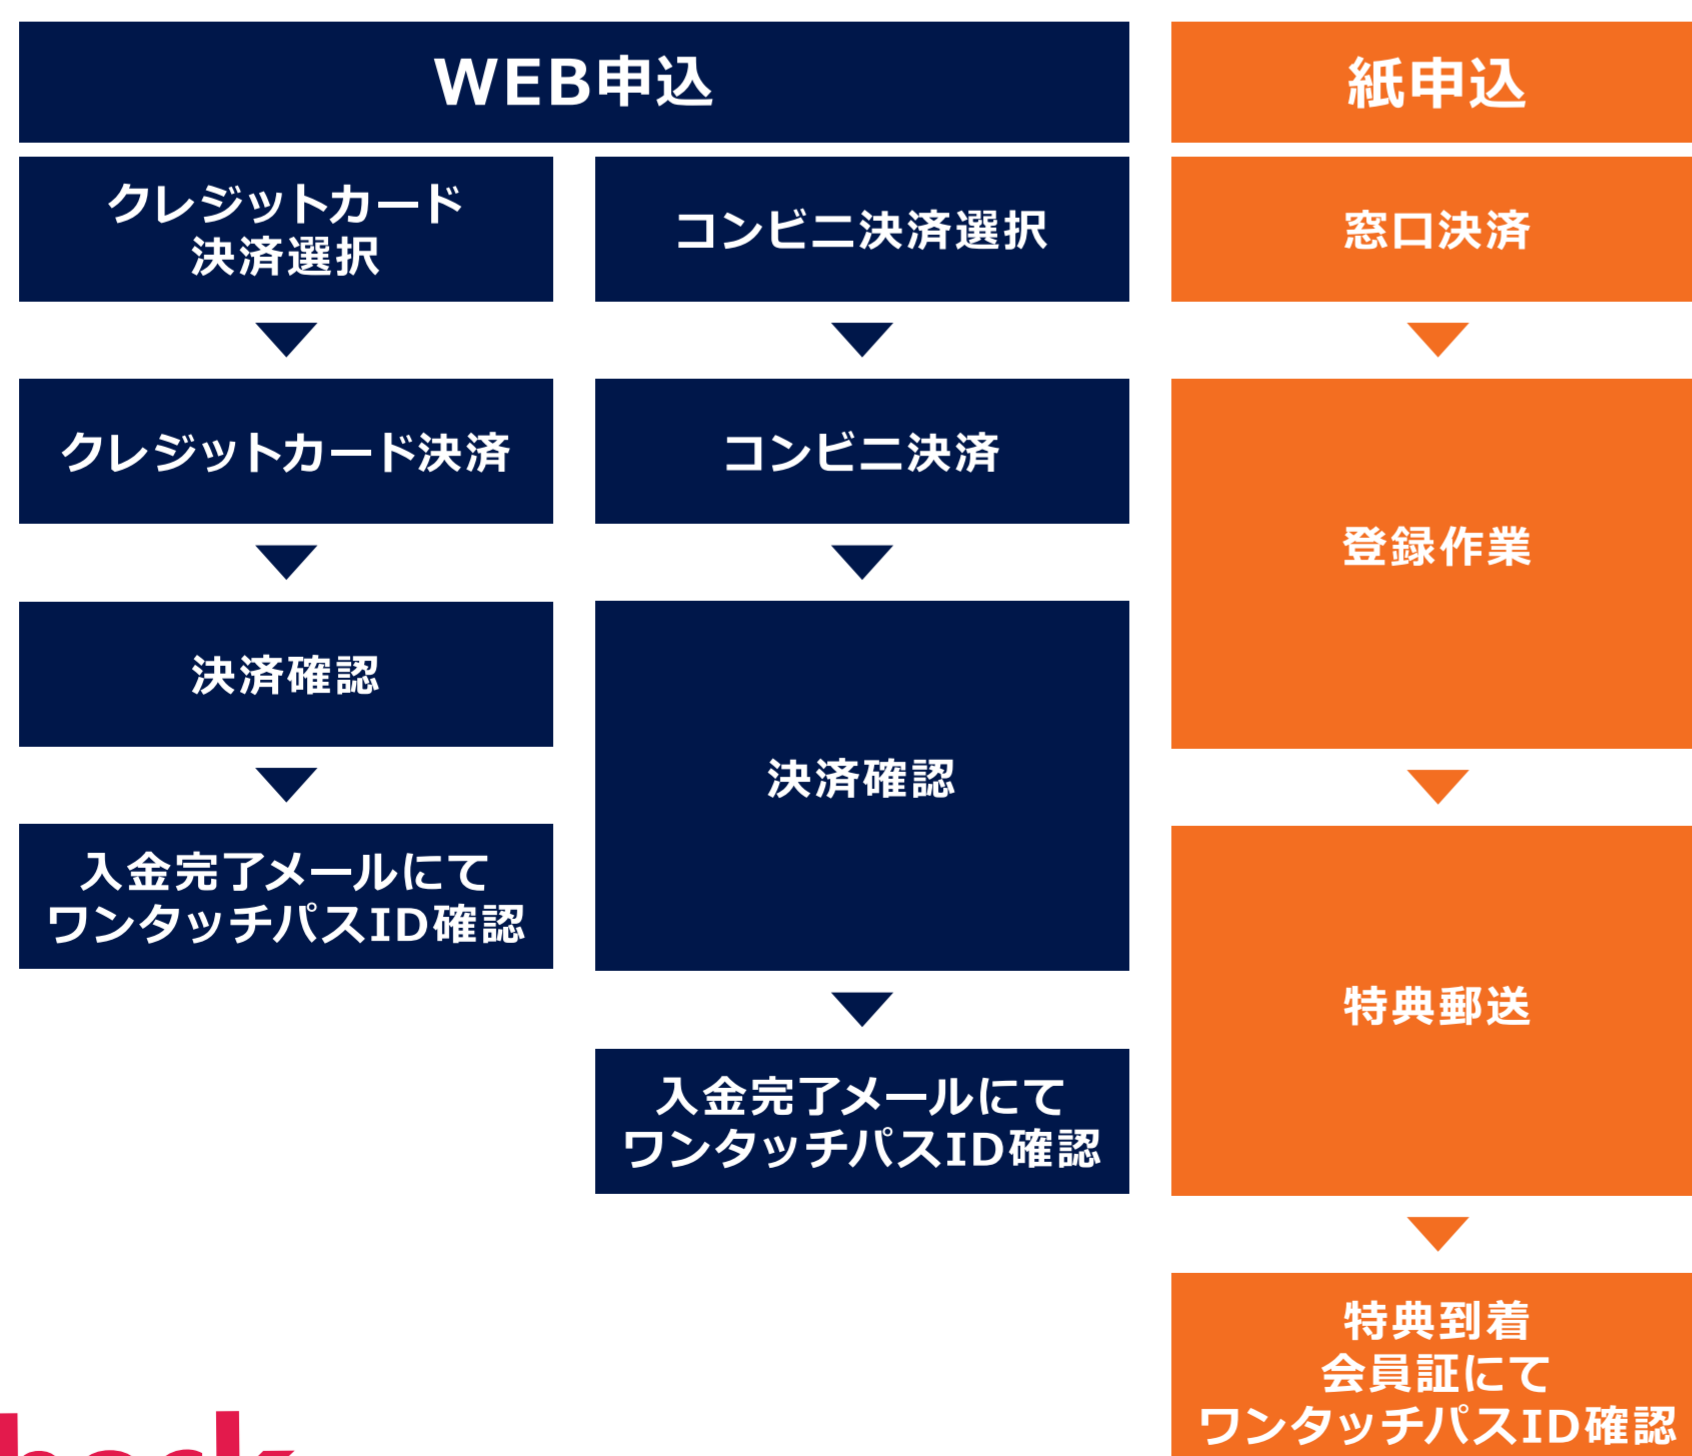 WEB申込
クレジットカード
決済選択
クレジットカード決済
決済確認
入金完了メールにて
ワンタッチパスID確認
コンビニ決済選択
コンビニ決済
決済確認
入金完了メールにて
ワンタッチパスID確認
紙申込
窓口決済
登録作業
特典郵送
特典到着
会員証にて
ワンタッチパスID確認